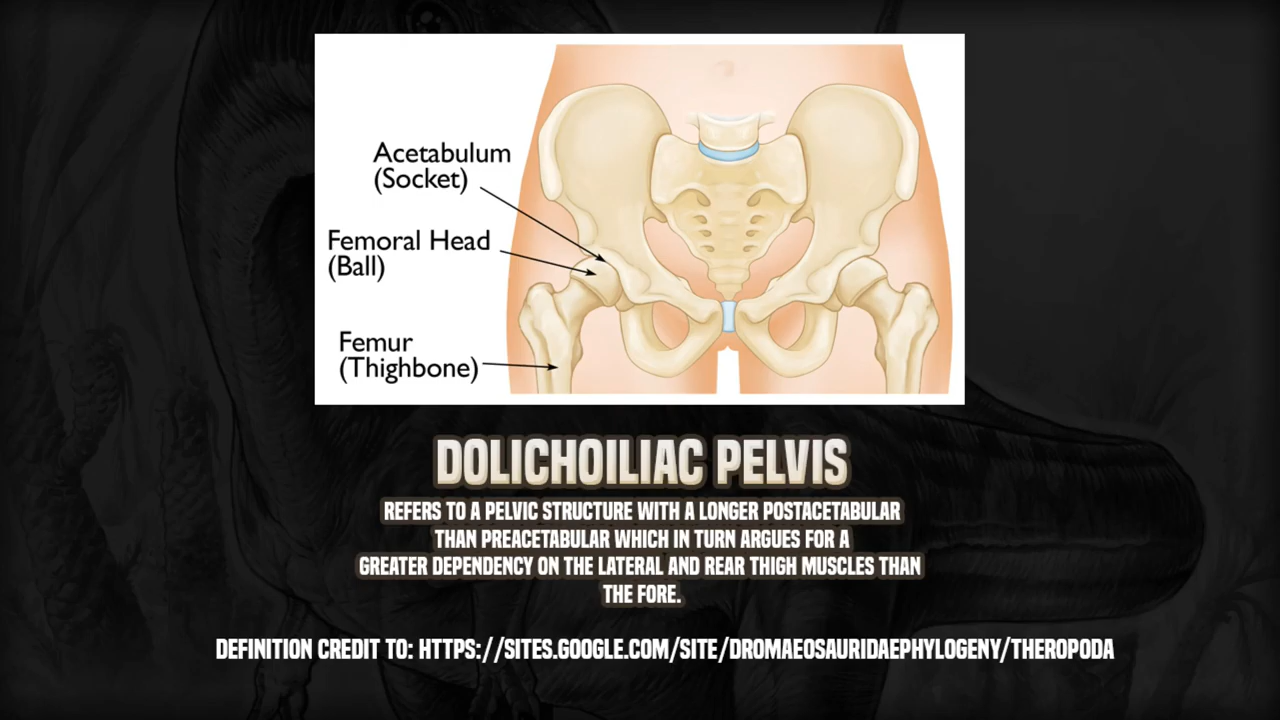 Acetabulum
(Socket)
Femoral Head
(Ball)
Femur
(Thighbone)
DOLICHOILIAC PELVIS
REFERS TO A PELVIC STRUCTURE WITH A LONGER POSTACETABULAR
THAN PREACETABULAR WHICH IN TURN ARGUES FOR A
GREATER DEPENDENCY ON THE LATERAL AND REAR THIGH MUSCLES THAN
THE FORE.
DEFINITION CREDIT TO: HTTPS://SITES.GOOGLE.COM/SITE/DROMAEOSAURIDAEPHYLOGENY/THEROPODA